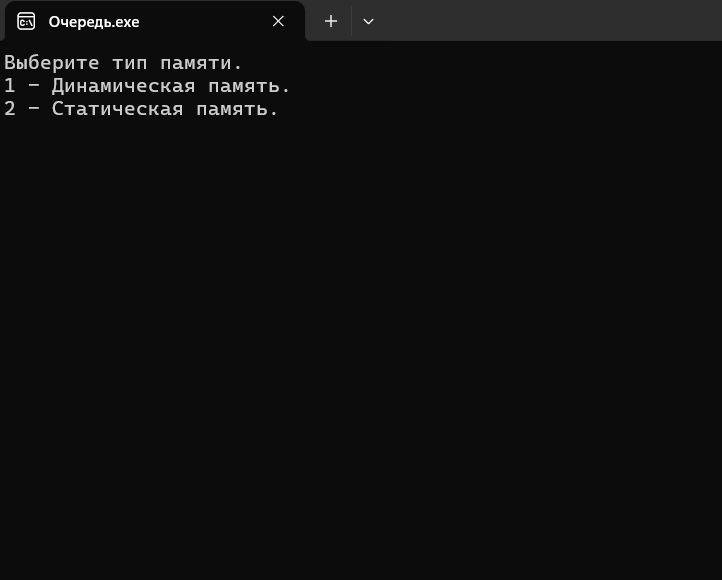 Очередь.exe
Выберите тип памяти.
1 - Динамическая память.
2 - Статическая память.